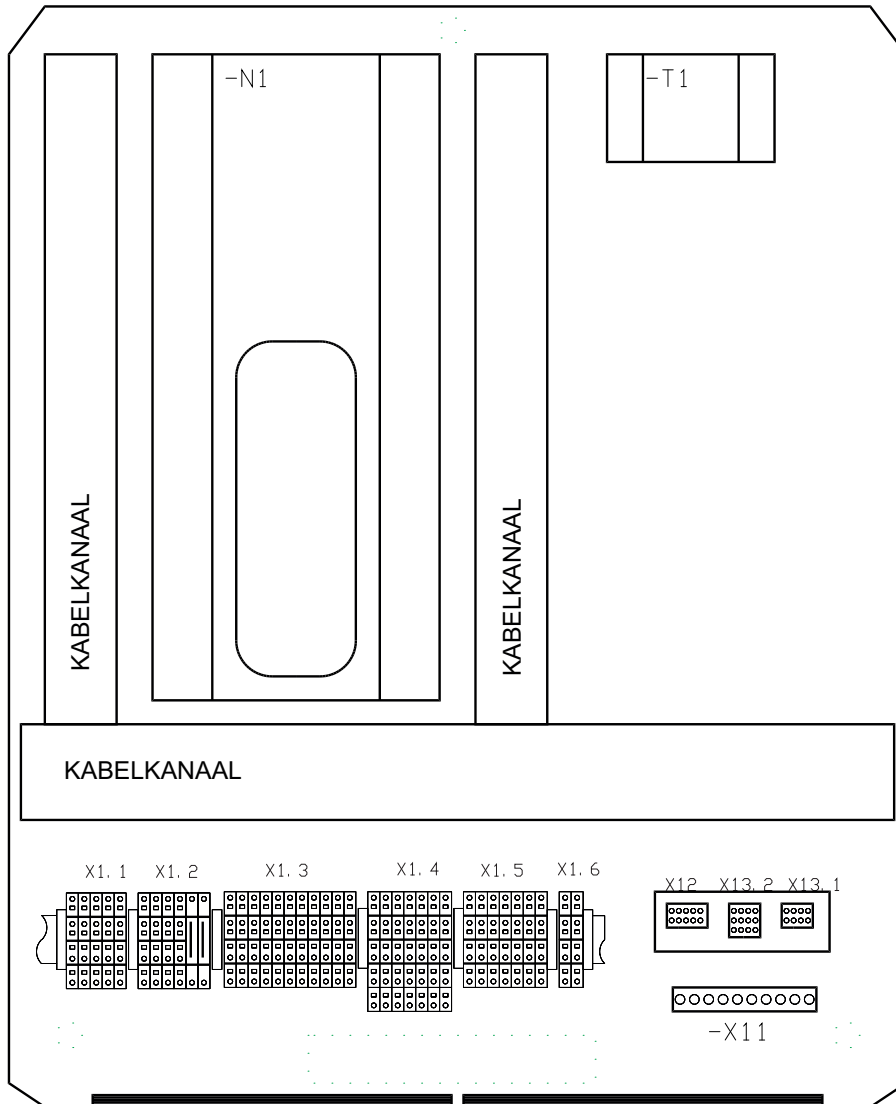 -N1
-T1
KABELKANAAL
KABELKANAAL
KABELKANAAL
X1. 1
X1. 2
X1. 3
X1. 4
X1. 5
X1. 6
X12
X13. 2
X13. 1
-X11